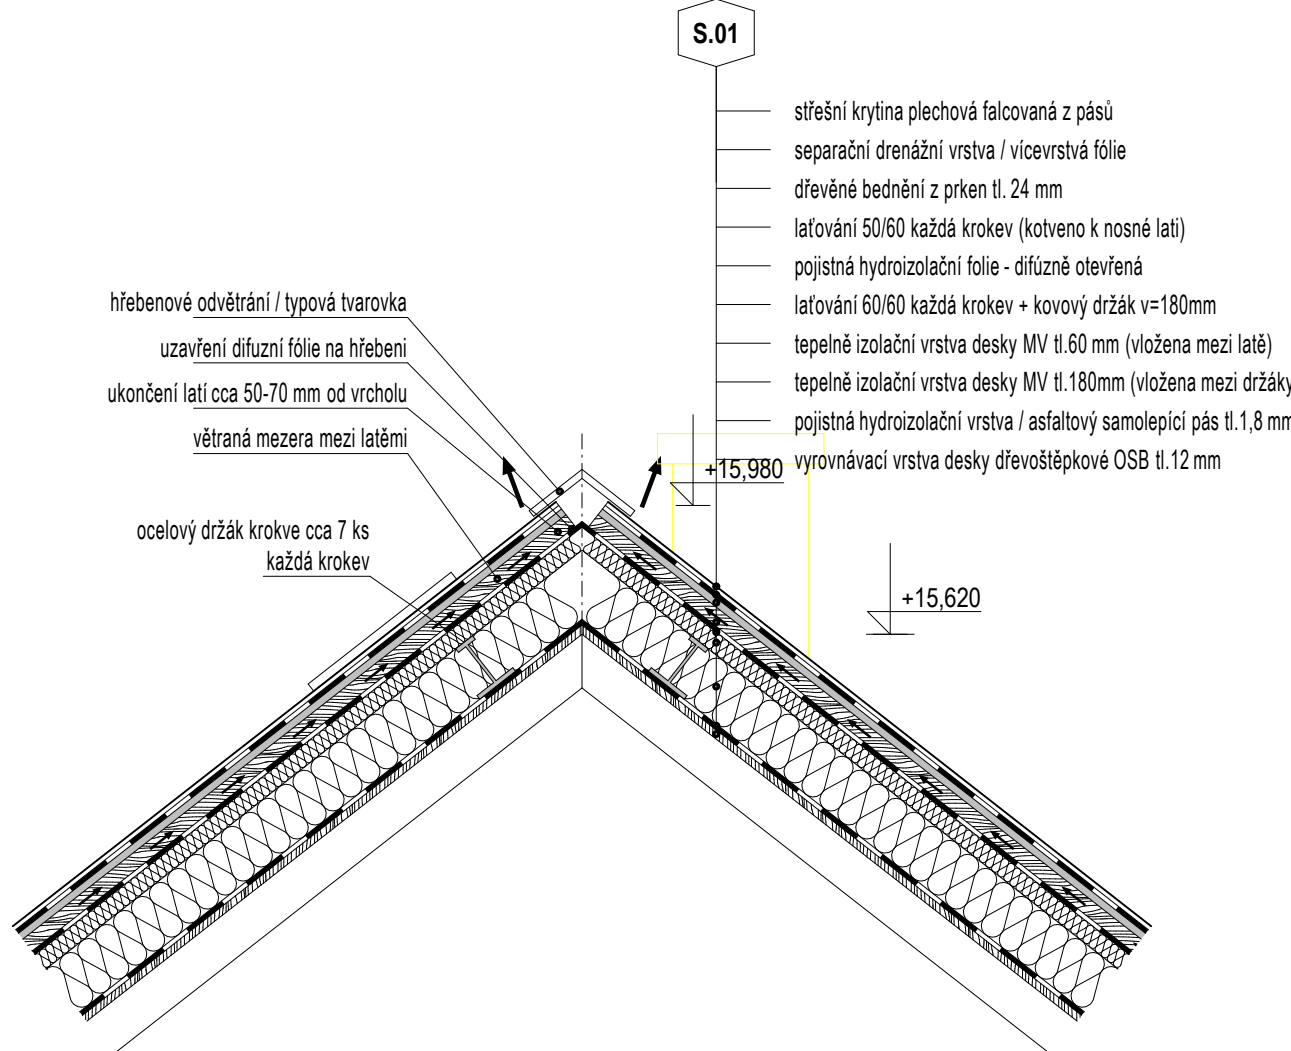 S.01
střešní krytina plechová falcovaná z pásů
separační drenážní vrstva / vícevrstvá fólie
dřevěné bednění z prken tl. 24 mm
laťování 50/60 každá krokev (kotveno k nosné lati)
pojistná hydroizolační folie - difúzně otevřená
laťování 60/60 každá krokev + kovový držák v=180mm
tepelně izolační vrstva desky MV tl.60 mm (vložena mezi latě)
tepelně izolační vrstva desky MV tl.180mm (vložena mezi držáky
pojistná hydroizolační vrstva / asfaltový samolepící pás tl.1,8 mm
vyrovnávací vrstva desky dřevoštěpkové OSB tl.12 mm
hřebenové odvětrání / typová tvarovka
uzavření difuzní fólie na hřebeni
ukončení latí cca 50-70 mm od vrcholu
větraná mezera mezi latěmi
ocelový držák krokve cca 7 ks
každá krokev
+15,980
+15,620